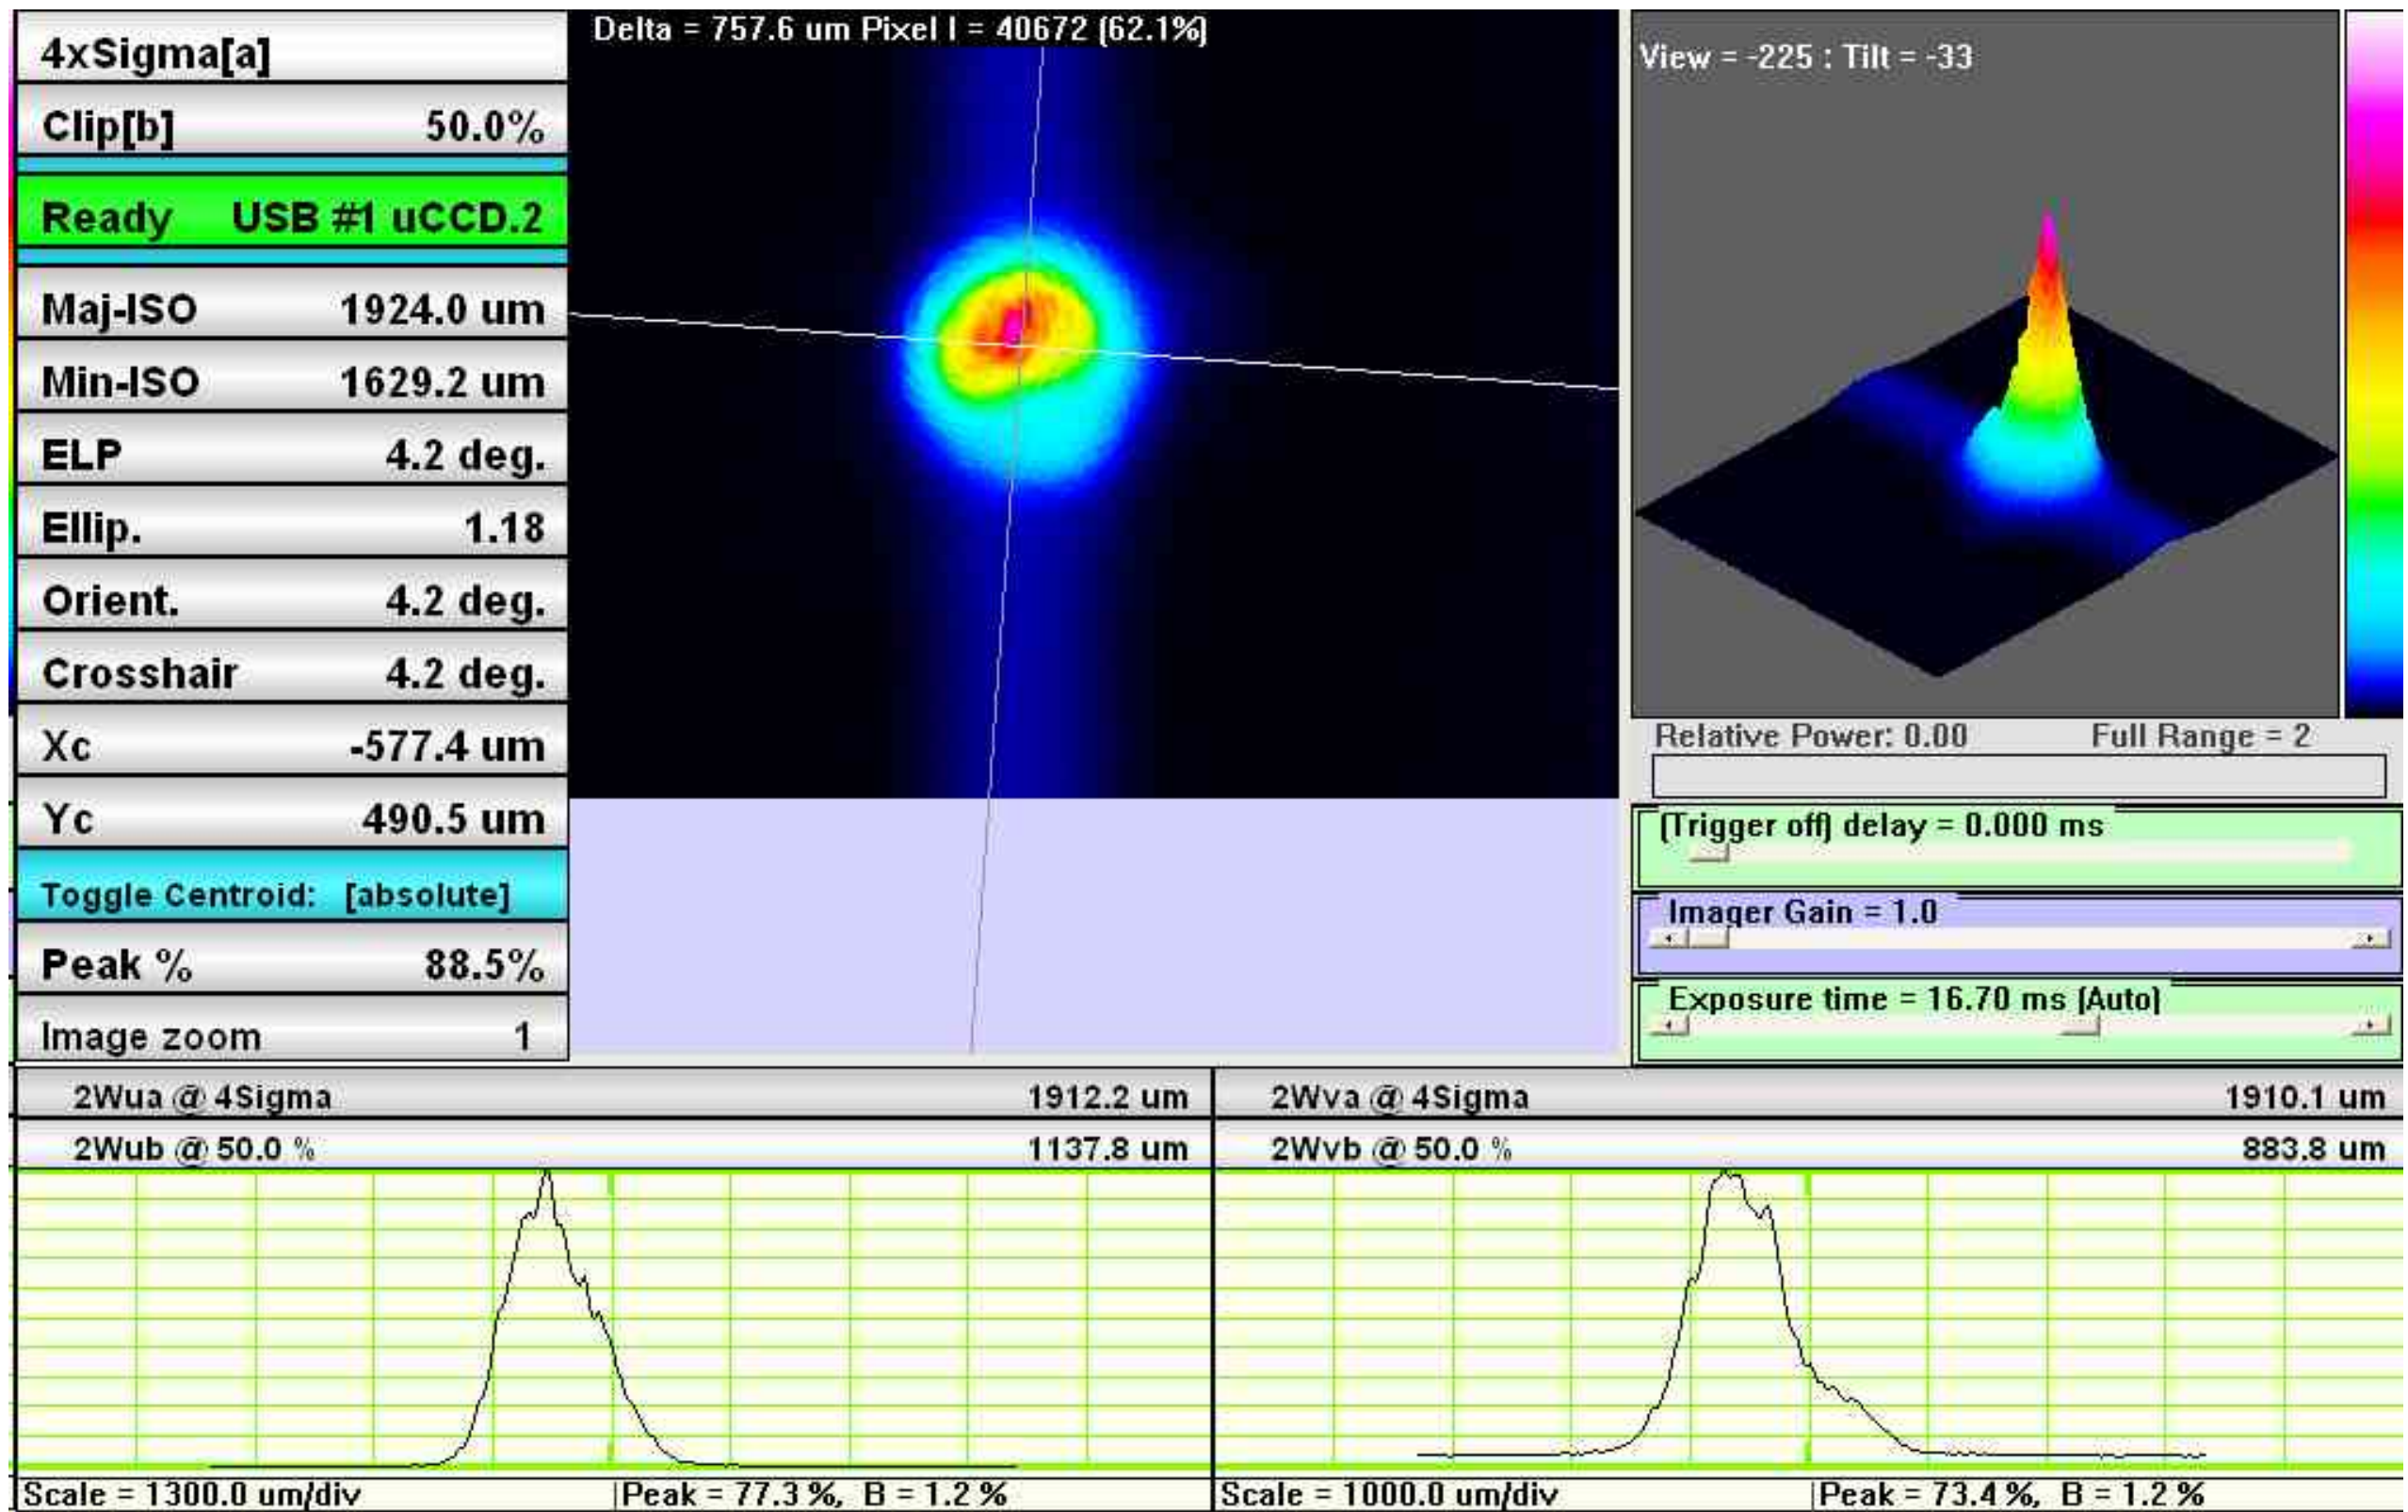 4xSigma[a]
Clip[b] 50.0%
Ready USB #1 uCCD.2
Maj-ISO 1924.0 um
Min-ISO 1629.2 um
ELP 4.2 deg.
Ellip. 1.18
Orient. 4.2 deg.
Crosshair 4.2 deg.
Xc -577.4 um
Yc 490.5 um
Toggle Centroid: [absolute]
Peak % 88.5%
Image zoom 1
Delta = 757.6 um Pixel I = 40672 (62.1%)
View = -225 : Tilt = -33
Relative Power: 0.00 Full Range = 2
(Trigger off) delay = 0.000 ms
Imager Gain = 1.0
Exposure time = 16.70 ms (Auto)
2Wua @ 4Sigma 1912.2 um
2Wub @ 50.0 % 1137.8 um
Scale = 1300.0 um/div Peak = 77.3 %, B = 1.2 %
2Wva @ 4Sigma 1910.1 um
2Wvb @ 50.0 % 883.8 um
Scale = 1000.0 um/div Peak = 73.4 %, B = 1.2 %